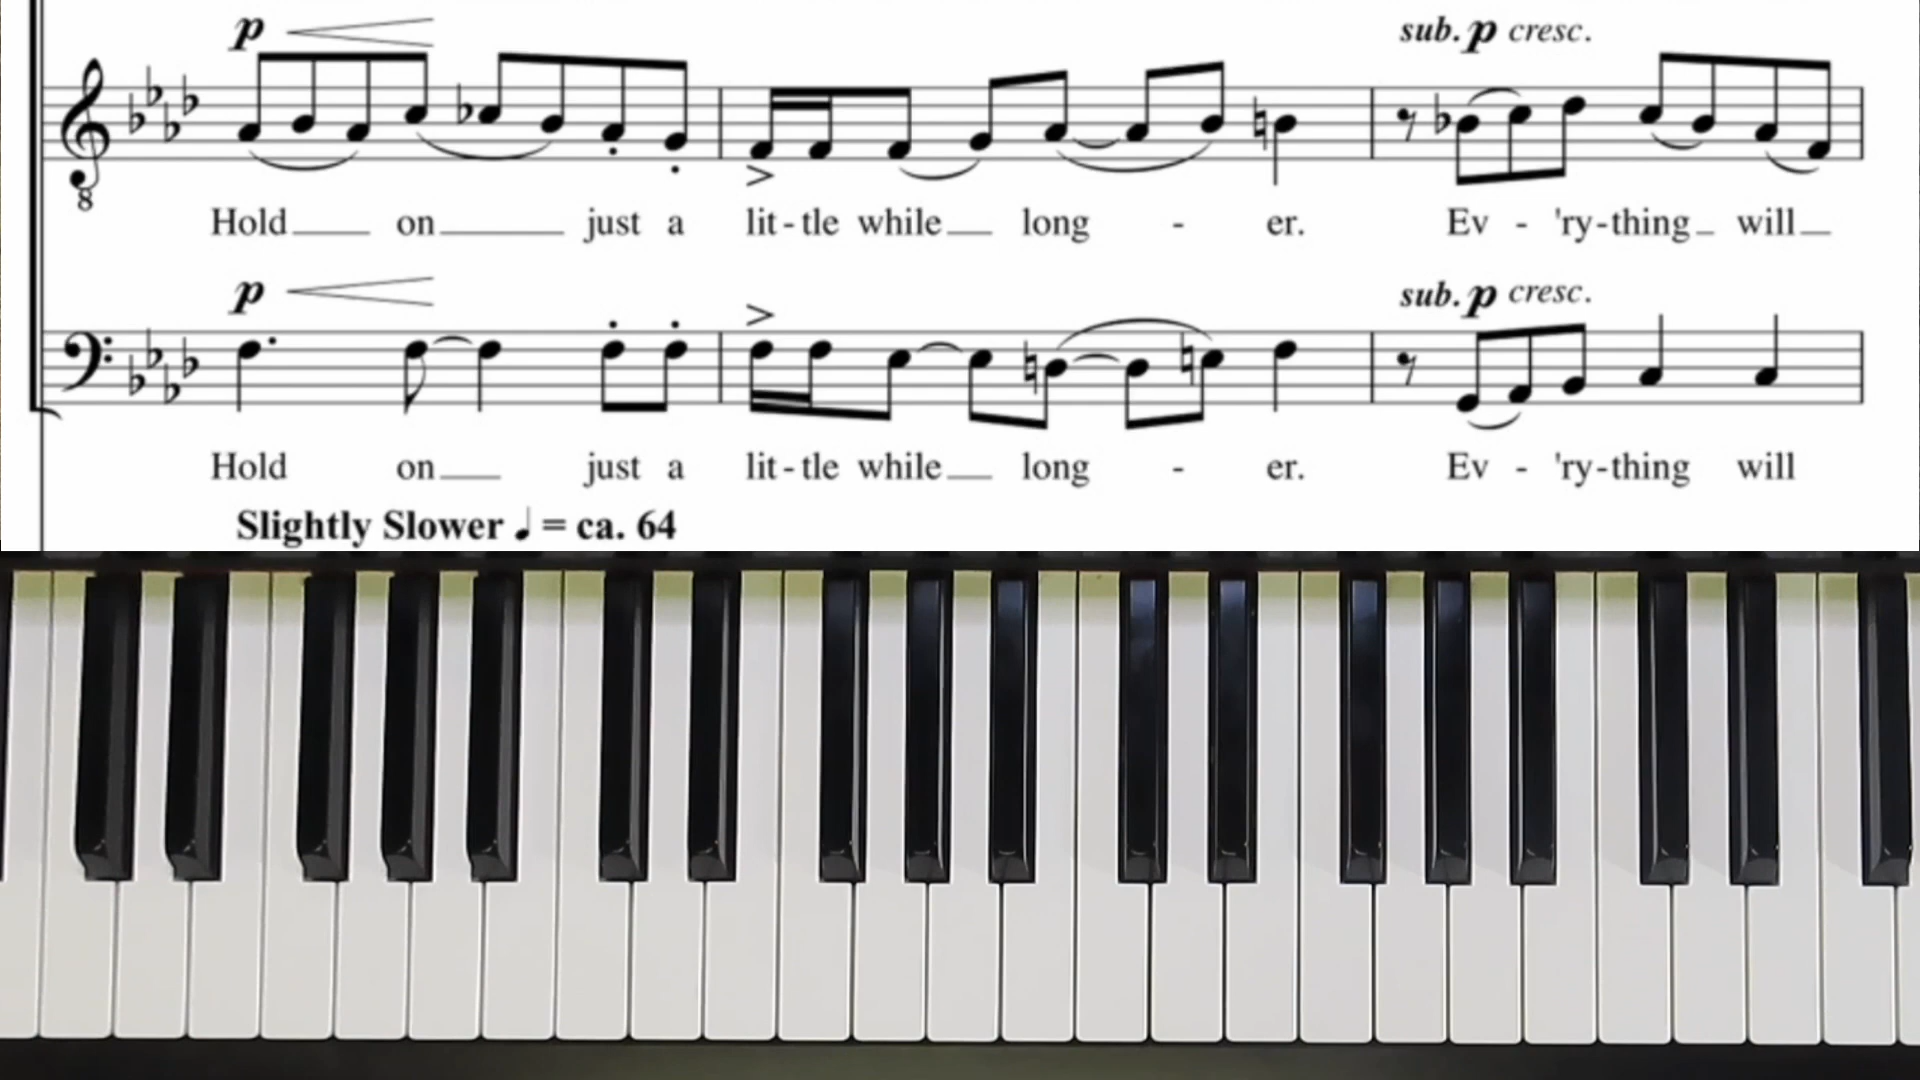 p sub. p cresc.
8
Hold on just a lit - tle while long - er. Ev - 'ry - thing will
p sub. p cresc.
Hold on just a lit - tle while long - er. Ev - 'ry - thing will
Slightly Slower ♩ = ca. 64